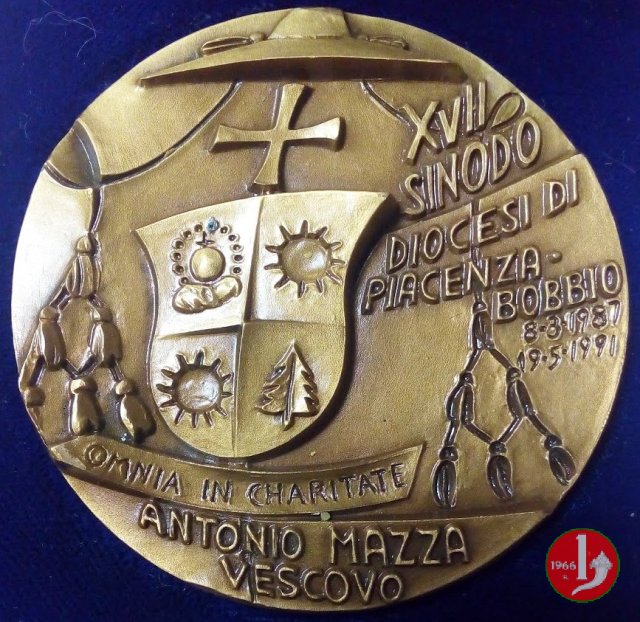 XVII
SINODO
DIOCESI DI
PIACENZA-
BOBBIO
8-3-1987
19-5-1991
OMNIA IN CHARITATE
ANTONIO MAZZA
VESCOVO
1966